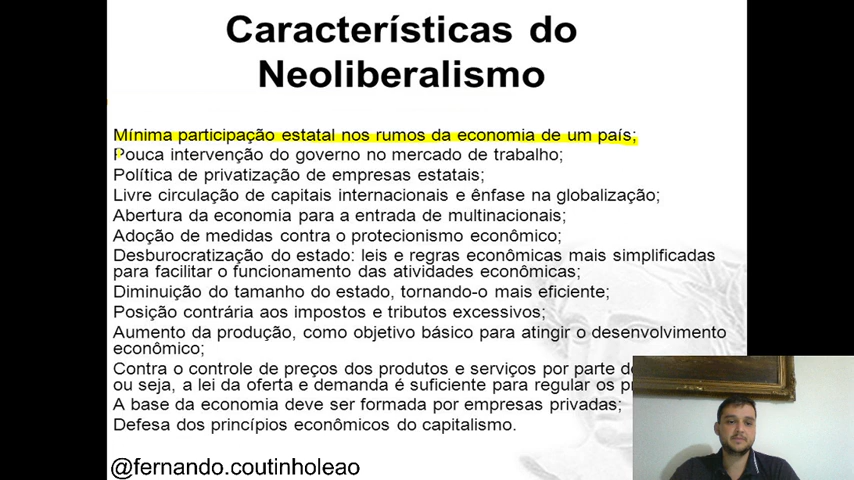 Características do
Neoliberalismo
Mínima participação estatal nos rumos da economia de um país;
Pouca intervenção do governo no mercado de trabalho;
Política de privatização de empresas estatais;
Livre circulação de capitais internacionais e ênfase na globalização;
Abertura da economia para a entrada de multinacionais;
Adoção de medidas contra o protecionismo econômico;
Desburocratização do estado: leis e regras econômicas mais simplificadas
para facilitar o funcionamento das atividades econômicas;
Diminuição do tamanho do estado, tornando-o mais eficiente;
Posição contrária aos impostos e tributos excessivos;
Aumento da produção, como objetivo básico para atingir o desenvolvimento
econômico;
Contra o controle de preços dos produtos e serviços por parte
ou seja, a lei da oferta e demanda é suficiente para regular os
A base da economia deve ser formada por empresas privadas;
Defesa dos princípios econômicos do capitalismo.
@fernando.coutinholeao